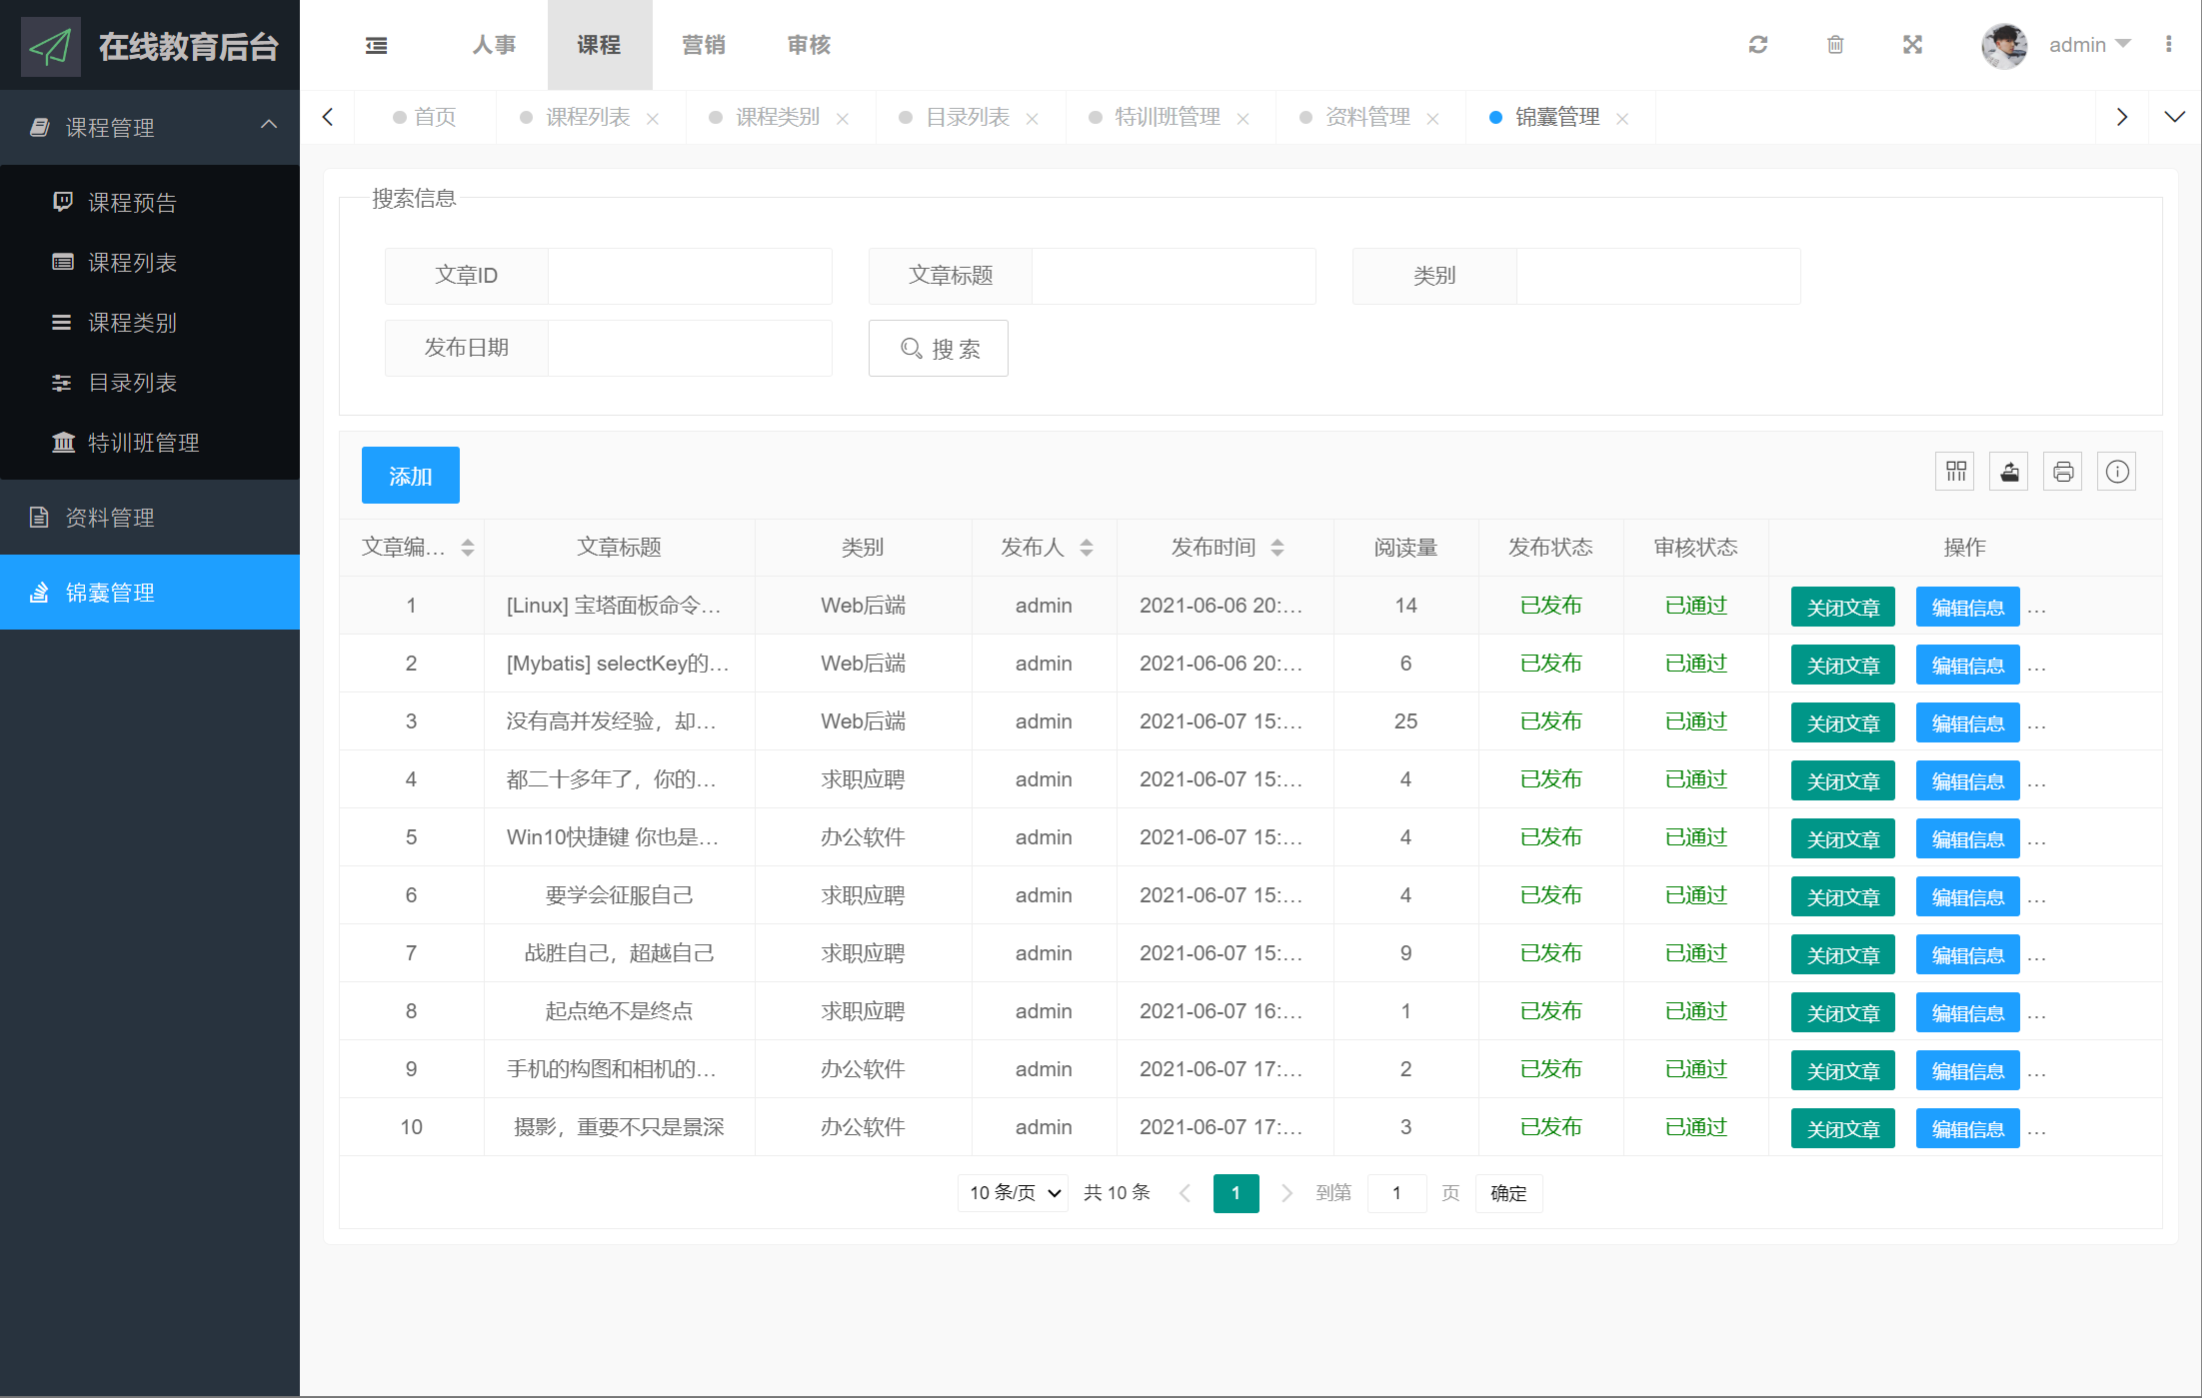 在线教育后台
人事 课程 营销 审核 admin
课程管理
首页 课程列表 课程类别 目录列表 特训班管理 资料管理 锦囊管理
课程预告
课程列表
课程类别
目录列表
特训班管理
资料管理
锦囊管理
搜索信息
文章ID 文章标题 类别
发布日期 搜 索
添加
文章编... 文章标题 类别 发布人 发布时间 阅读量 发布状态 审核状态 操作
1 [Linux] 宝塔面板命令... Web后端 admin 2021-06-06 20:... 14 已发布 已通过 关闭文章 编辑信息 ...
2 [Mybatis] selectKey的... Web后端 admin 2021-06-06 20:... 6 已发布 已通过 关闭文章 编辑信息 ...
3 没有高并发经验，却... Web后端 admin 2021-06-07 15:... 25 已发布 已通过 关闭文章 编辑信息 ...
4 都二十多年了，你的... 求职应聘 admin 2021-06-07 15:... 4 已发布 已通过 关闭文章 编辑信息 ...
5 Win10快捷键 你也是... 办公软件 admin 2021-06-07 15:... 4 已发布 已通过 关闭文章 编辑信息 ...
6 要学会征服自己 求职应聘 admin 2021-06-07 15:... 4 已发布 已通过 关闭文章 编辑信息 ...
7 战胜自己，超越自己 求职应聘 admin 2021-06-07 15:... 9 已发布 已通过 关闭文章 编辑信息 ...
8 起点绝不是终点 求职应聘 admin 2021-06-07 16:... 1 已发布 已通过 关闭文章 编辑信息 ...
9 手机的构图和相机的... 办公软件 admin 2021-06-07 17:... 2 已发布 已通过 关闭文章 编辑信息 ...
10 摄影，重要不只是景深 办公软件 admin 2021-06-07 17:... 3 已发布 已通过 关闭文章 编辑信息 ...
10 条/页 共 10 条 1 到第 1 页 确定